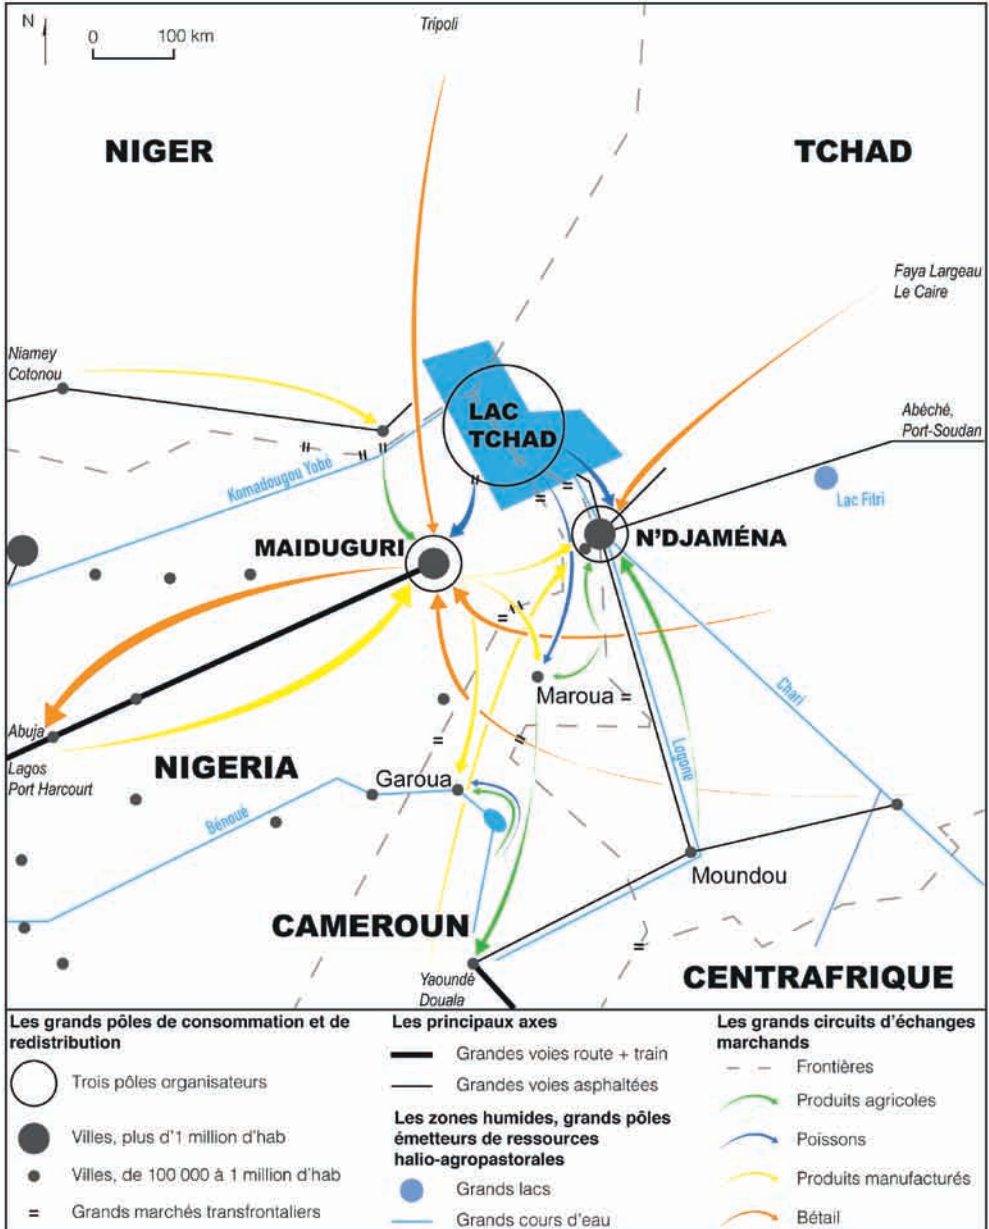 N
0 100 km
Tripoli
NIGER
TCHAD
Faya Largeau
Le Caire
Niamey
Cotonou
LAC
TCHAD
Abéché,
Port-Soudan
Komadougou Yobé
Lac Fitri
MAIDUGURI
N'DJAMÉNA
Maroua
Chari
Abuja
Lagos
Port Harcourt
NIGERIA
Logone
Garoua
Bénoué
Moundou
CAMEROUN
CENTRAFRIQUE
Yaoundé
Douala
Les grands pôles de consommation et de
redistribution
Trois pôles organisateurs
Villes, plus d'1 million d'hab
Villes, de 100 000 à 1 million d'hab
Grands marchés transfrontaliers
Les principaux axes
Grandes voies route + train
Grandes voies asphaltées
Les zones humides, grands pôles
émetteurs de ressources
halio-agropastorales
Grands lacs
Grands cours d'eau
Les grands circuits d'échanges
marchands
Frontières
Produits agricoles
Poissons
Produits manufacturés
Bétail